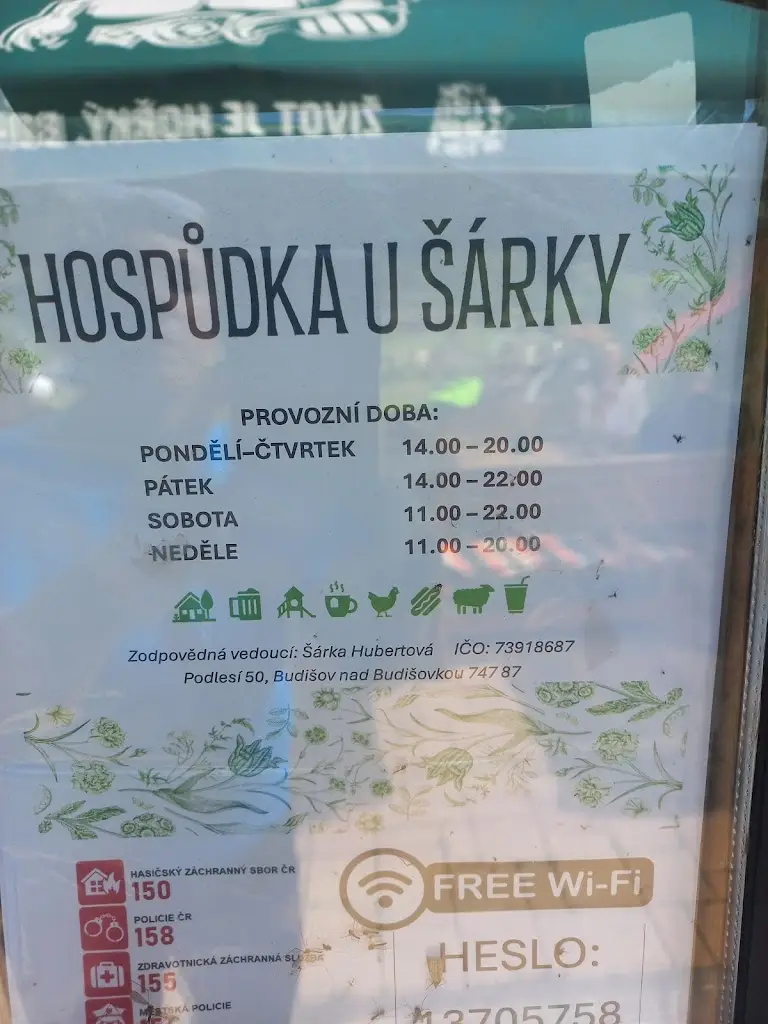 ŽIVOT JE HOŘKÝ.
HOSPŮDKA U ŠÁRKY
PROVOZNÍ DOBA:
PONDĚLÍ–ČTVRTEK 14.00 – 20.00
PÁTEK 14.00 – 22.00
SOBOTA 11.00 – 22.00
NEDĚLE 11.00 – 20.00
Zodpovědná vedoucí: Šárka Hubertová IČO: 73918687
Podlesí 50, Budišov nad Budišovkou 747 87
HASIČSKÝ ZÁCHRANNÝ SBOR ČR
150
POLICIE ČR
158
ZDRAVOTNICKÁ ZÁCHRANNÁ SLUŽBA
155
MĚSTSKÁ POLICIE
FREE Wi-Fi
HESLO:
13705758